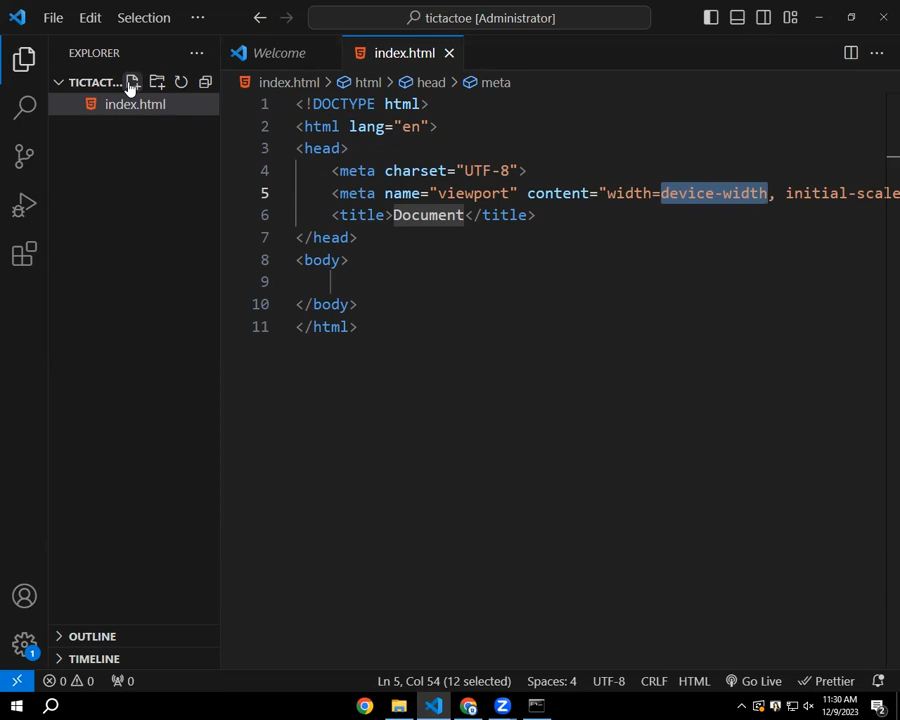 File Edit Selection ··· tictactoe [Administrator]
EXPLORER ···
TICTACT...
index.html
Welcome index.html
index.html > html > head > meta
1 <!DOCTYPE html>
2 <html lang="en">
3 <head>
4 <meta charset="UTF-8">
5 <meta name="viewport" content="width=device-width, initial-scale
6 <title>Document</title>
7 </head>
8 <body>
9
10 </body>
11 </html>
OUTLINE
TIMELINE
1
0 0 0 Ln 5, Col 54 (12 selected) Spaces: 4 UTF-8 CRLF HTML Go Live Prettier
11:30 AM
12/9/2023
2